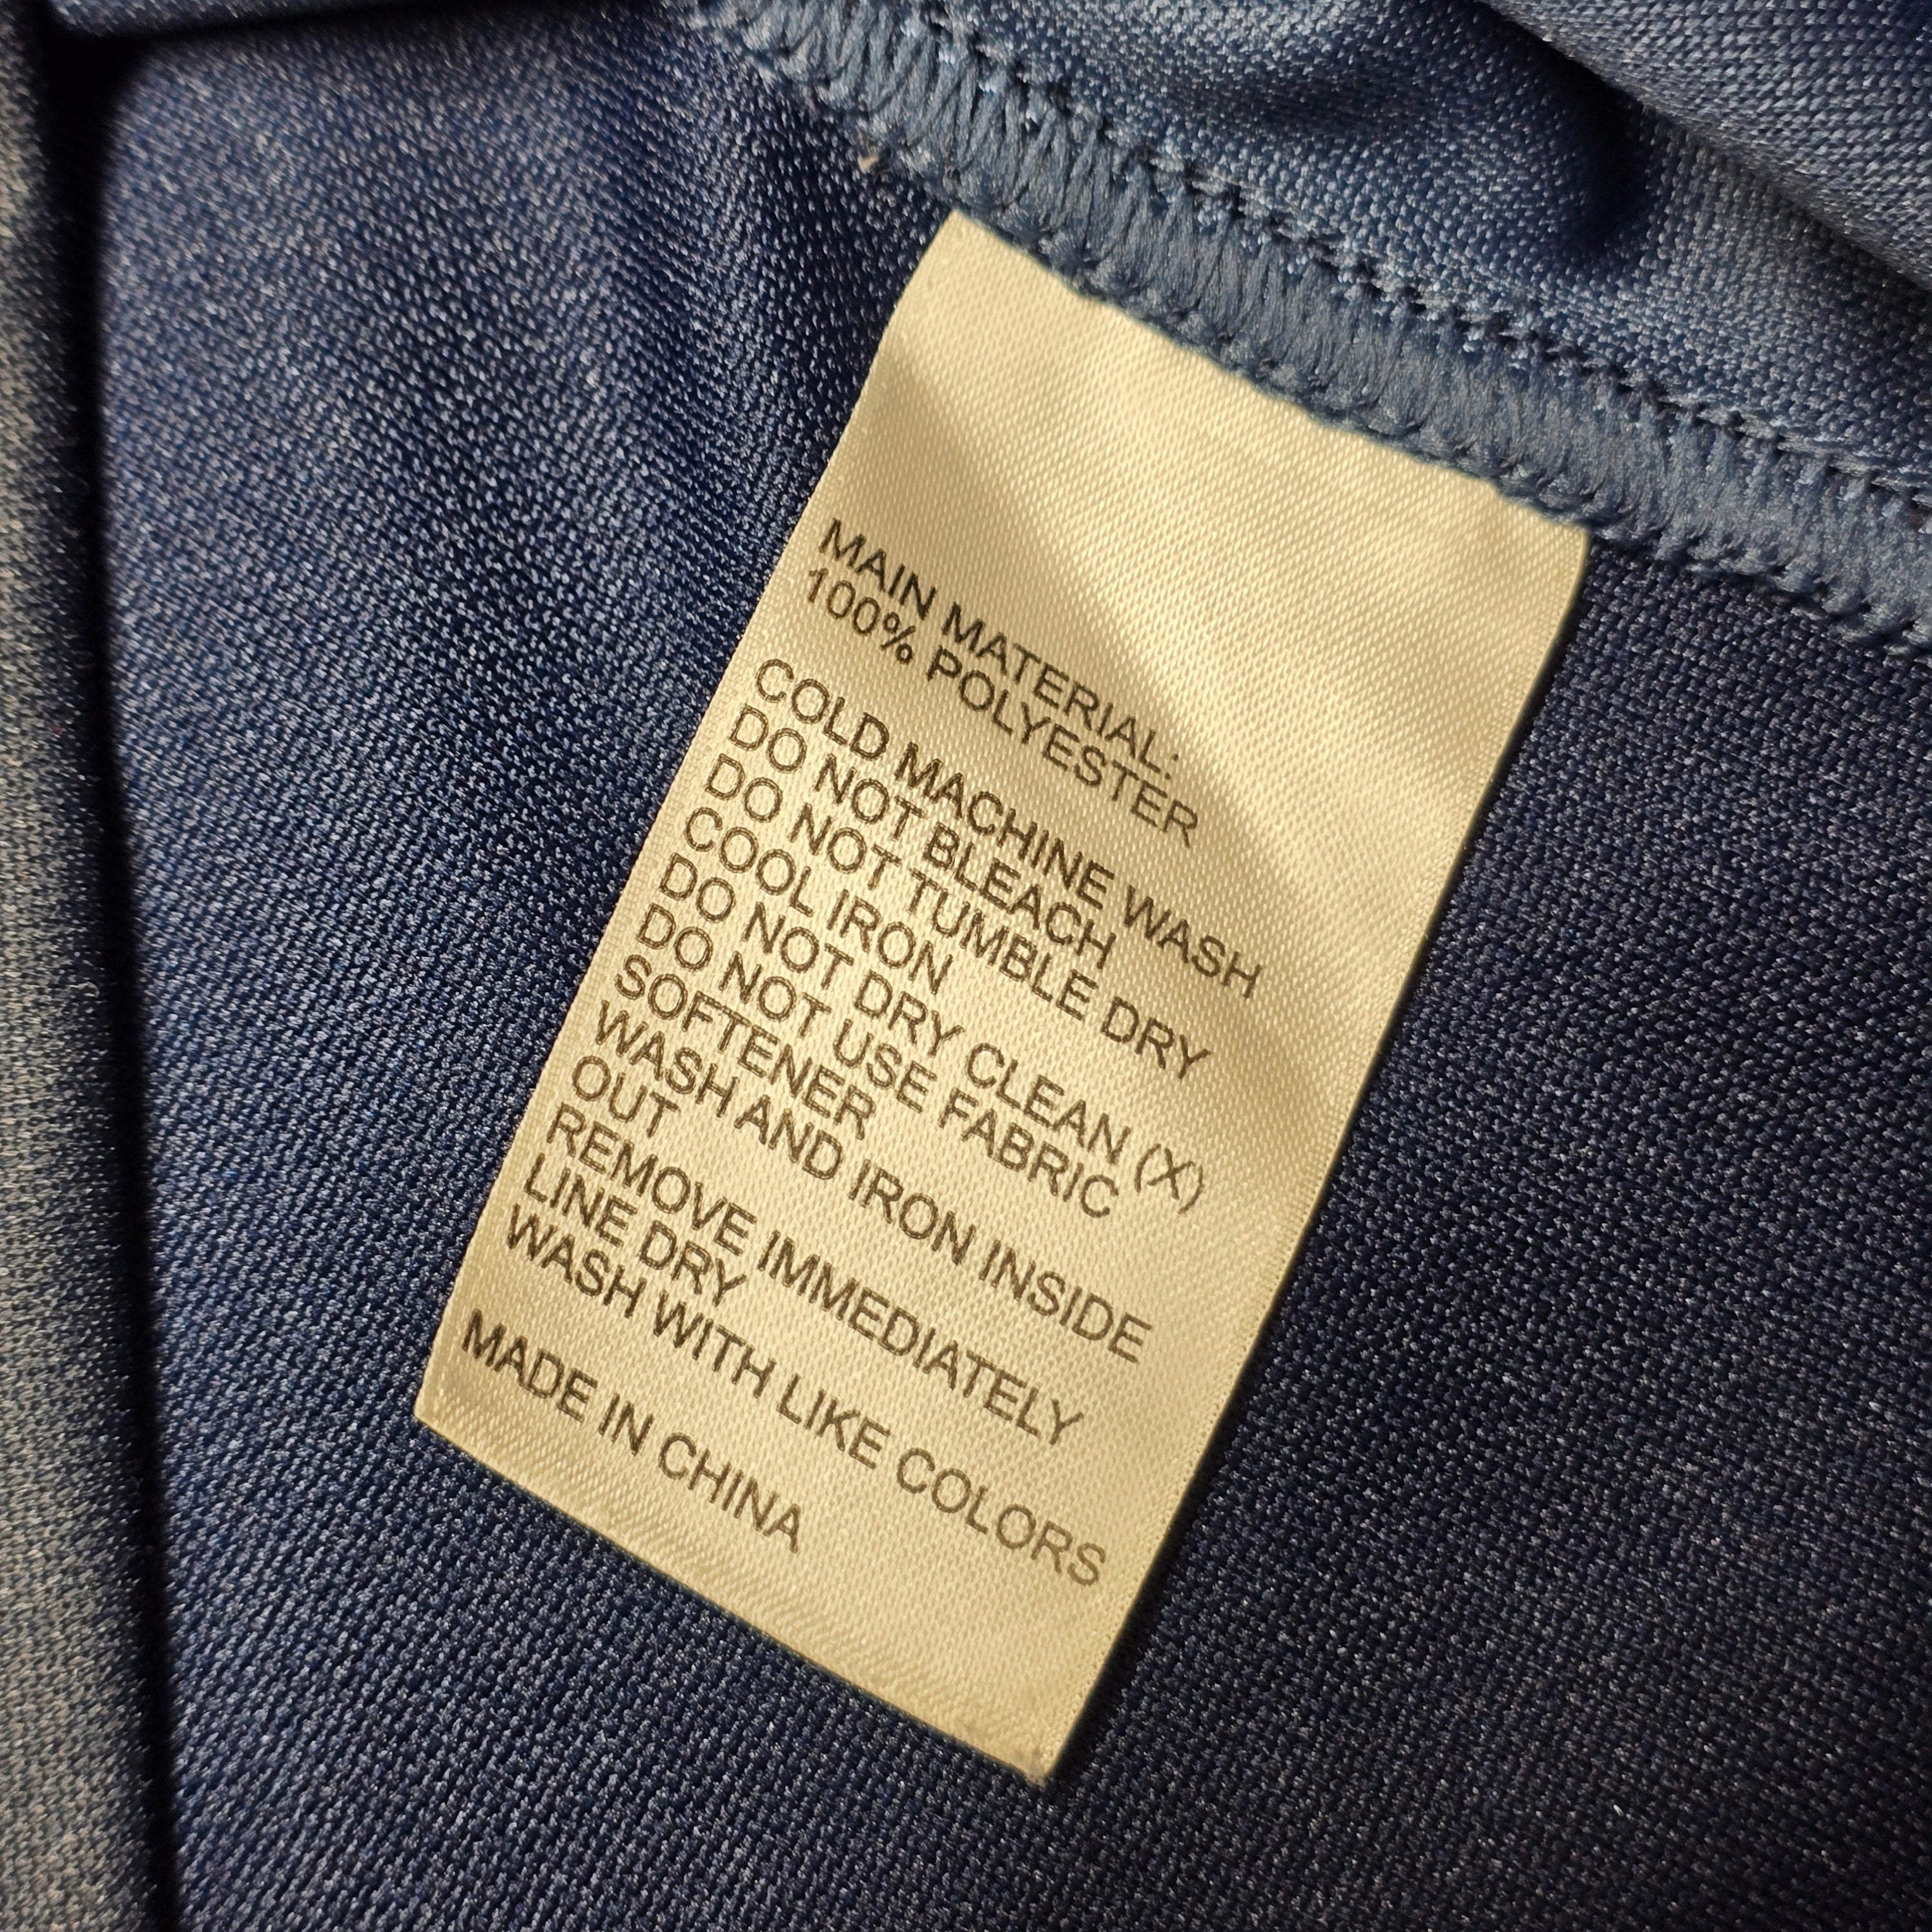 MAIN MATERIAL:
100% POLYESTER
COLD MACHINE WASH
DO NOT BLEACH
DO NOT TUMBLE DRY
COOL IRON
DO NOT DRY CLEAN (X)
DO NOT USE FABRIC
SOFTENER
WASH AND IRON INSIDE
OUT
REMOVE IMMEDIATELY
LINE DRY
WASH WITH LIKE COLORS
MADE IN CHINA